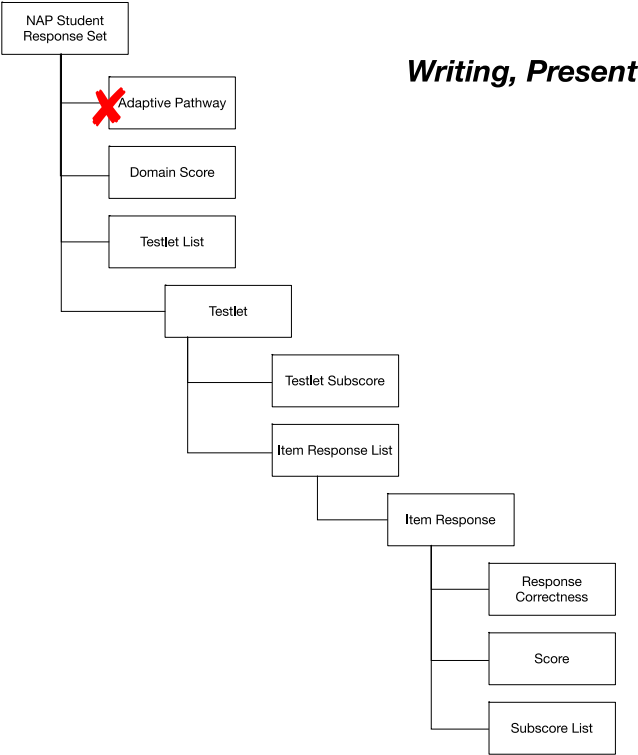 NAP Student
Response Set
Writing, Present
Adaptive Pathway
Domain Score
Testlet List
Testlet
Testlet Subscore
Item Response List
Item Response
Response
Correctness
Score
Subscore List